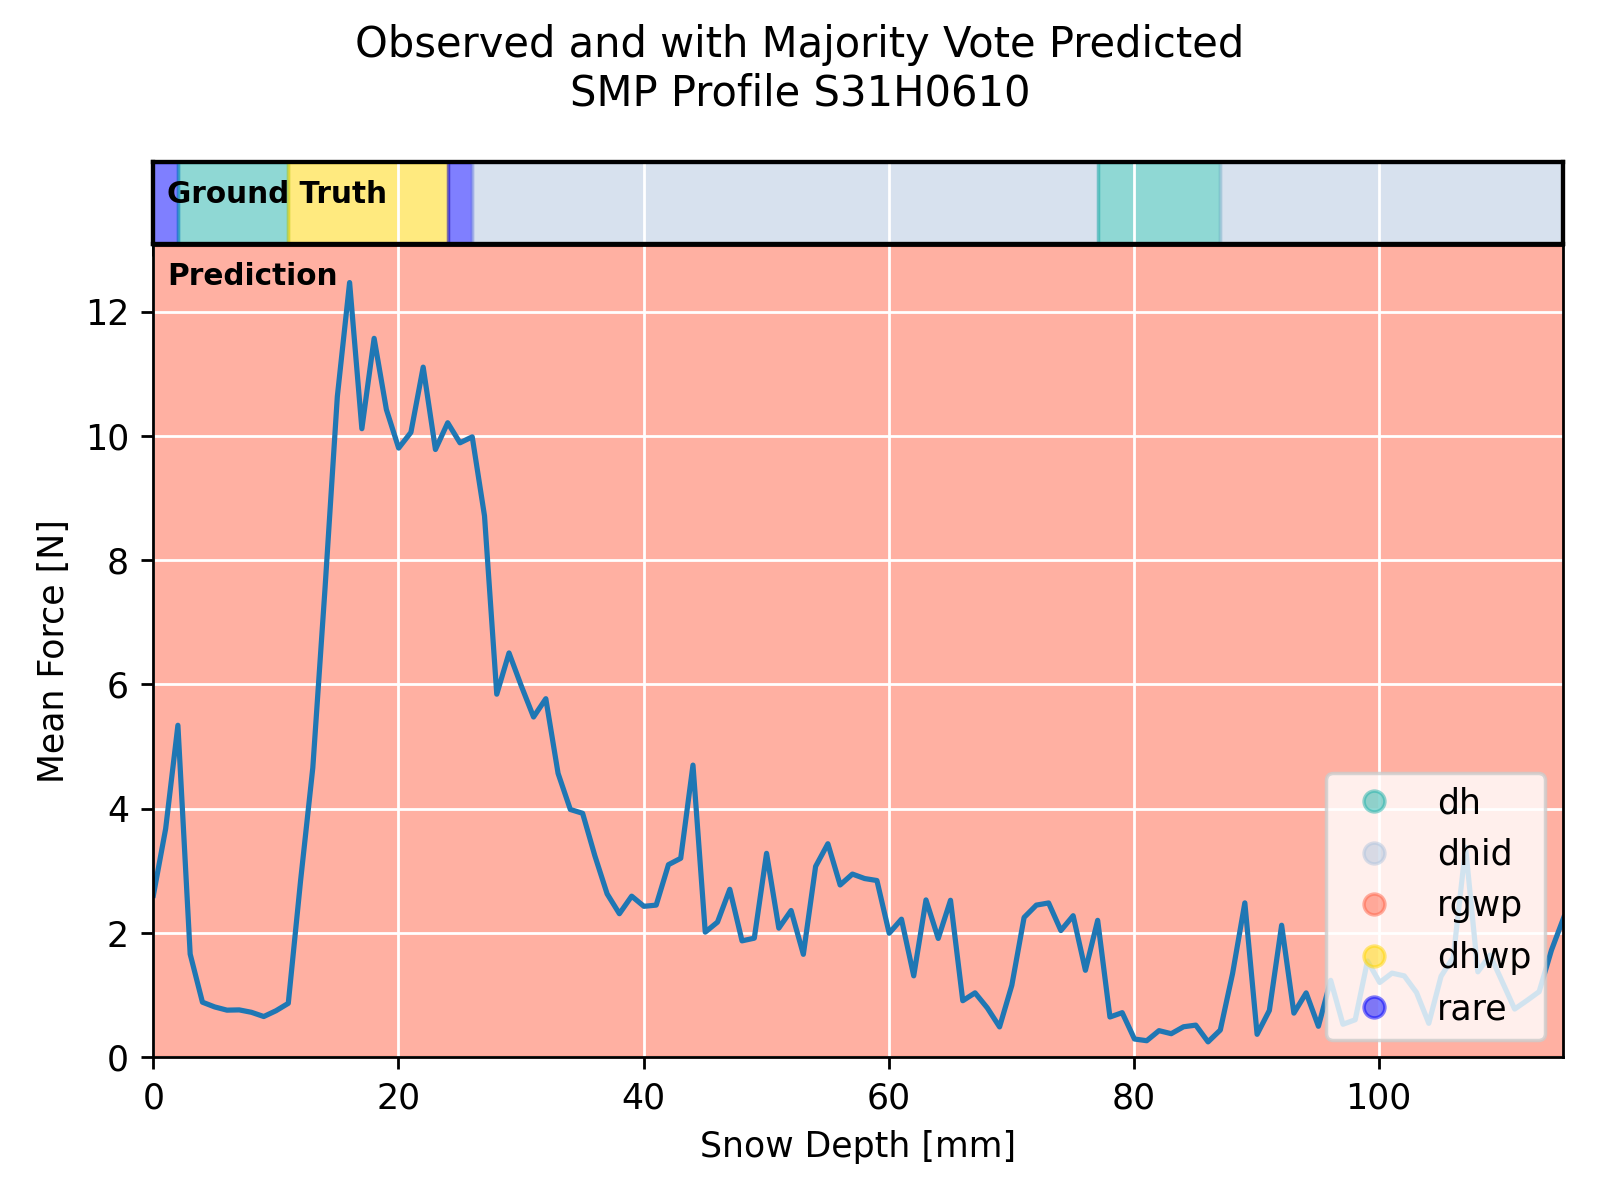 Observed and with Majority Vote Predicted
SMP Profile S31H0610
Ground Truth
Prediction
12
10
8
6
4
2
0
Mean Force [N]
dh
dhid
rgwp
dhwp
rare
0 20 40 60 80 100
Snow Depth [mm]